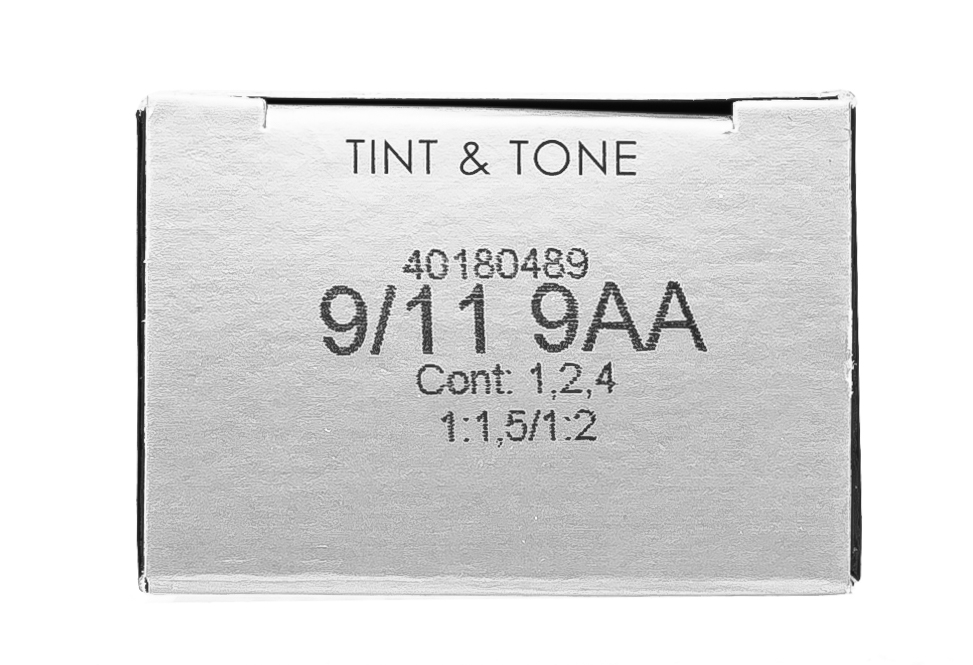 TINT & TONE
40180489
9/11 9AA
Cont: 1,2,4
1:1,5/1:2